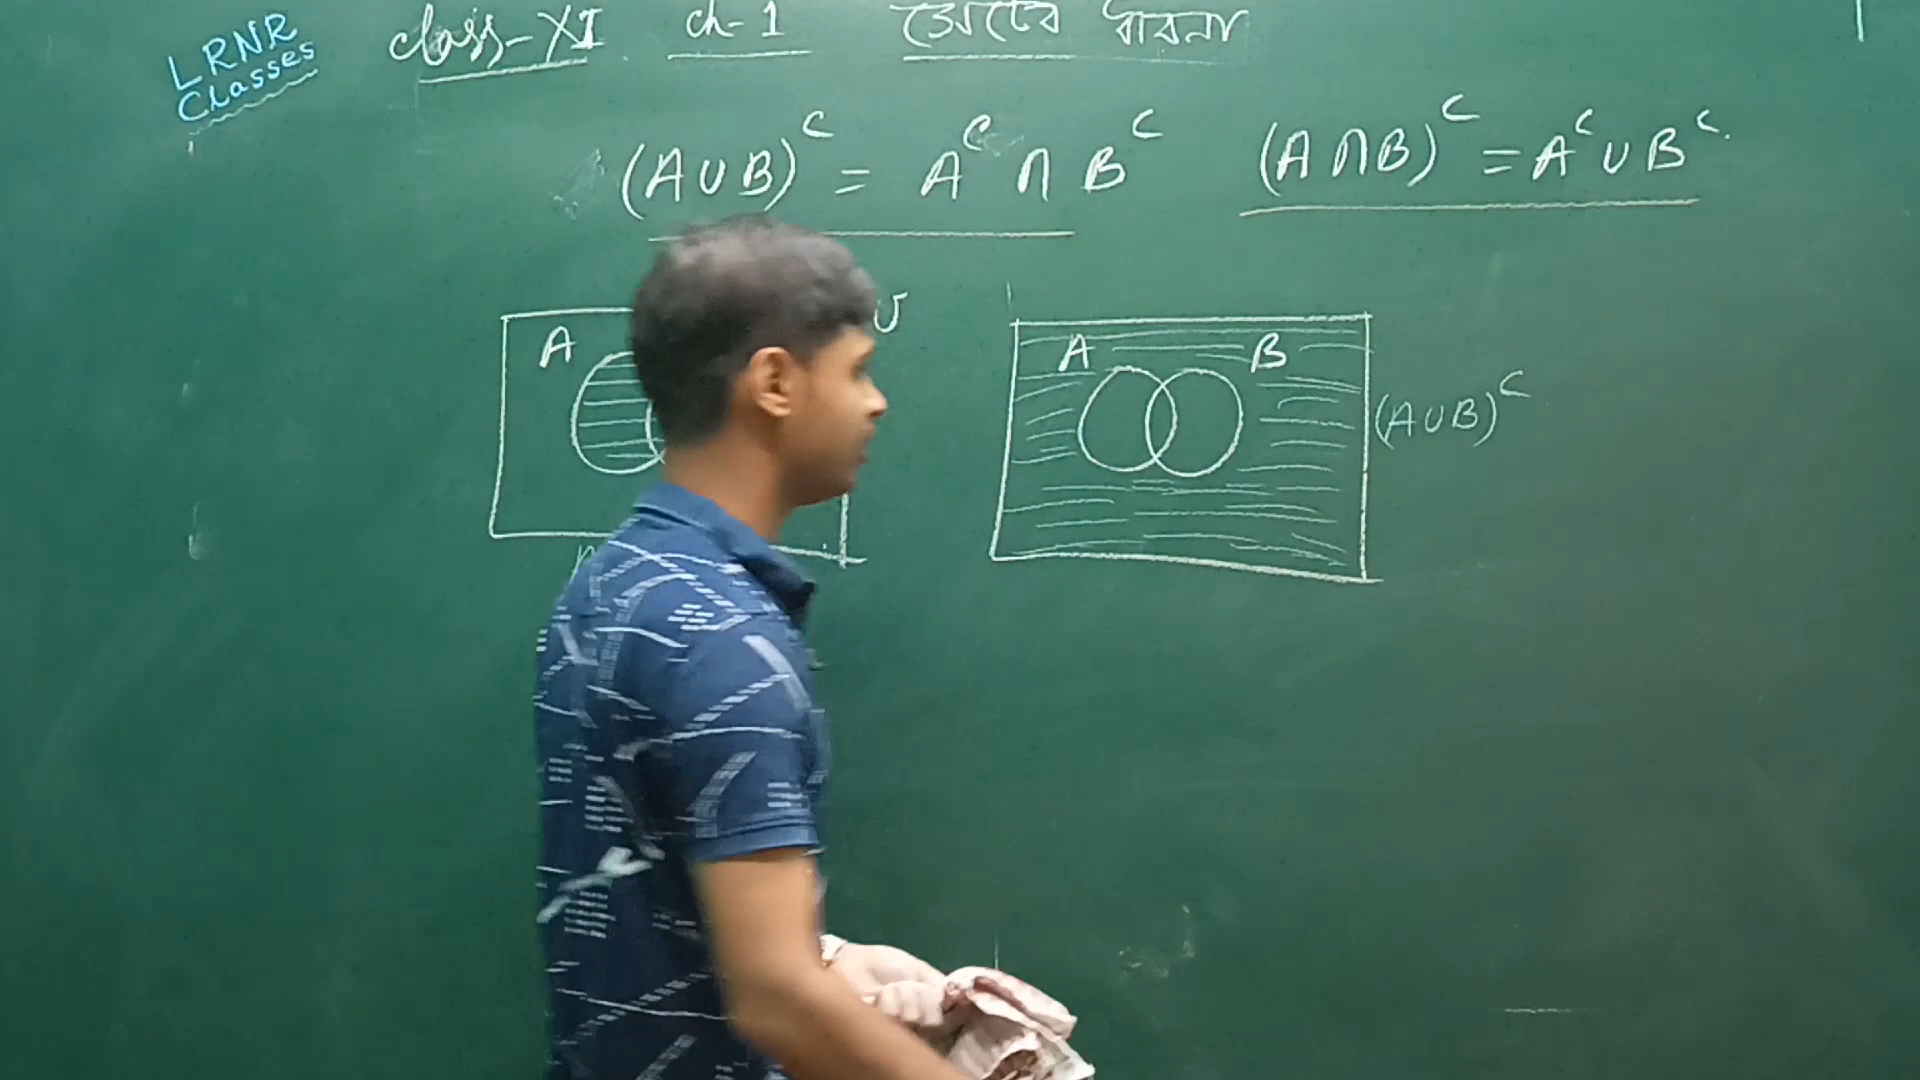 LRNR
Classes
Class-XI ch-1 সেটের ধারনা
(A∪B)ᶜ = Aᶜ ∩ Bᶜ (A∩B)ᶜ = Aᶜ ∪ Bᶜ.
A U
A B
(A∪B)ᶜ